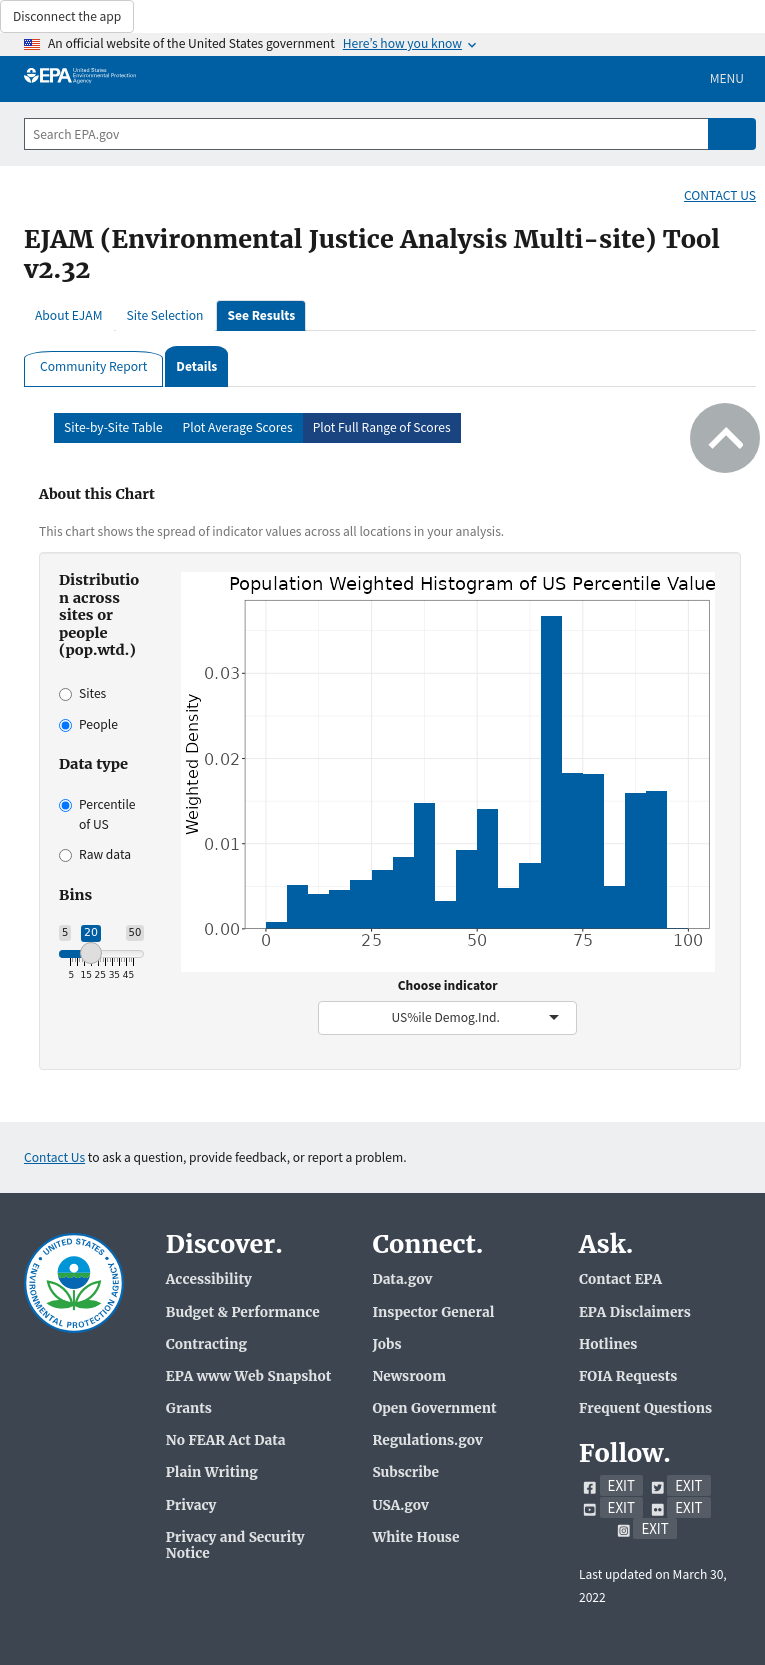 Disconnect the app
An official website of the United States government Here's how you know
EPA United States Environmental Protection Agency
MENU
Search EPA.gov
CONTACT US
EJAM (Environmental Justice Analysis Multi-site) Tool
v2.32
About EJAM Site Selection See Results
Community Report Details
Site-by-Site Table Plot Average Scores Plot Full Range of Scores
About this Chart
This chart shows the spread of indicator values across all locations in your analysis.
Distributio
n across
sites or
people
(pop.wtd.)
Sites
People
Data type
Percentile
of US
Raw data
Bins
5 20 50
5 15 25 35 45
Population Weighted Histogram of US Percentile Value
Weighted Density
0.03
0.02
0.01
0.00
0 25 50 75 100
Choose indicator
US%ile Demog.Ind.
Contact Us to ask a question, provide feedback, or report a problem.
UNITED STATES
ENVIRONMENTAL PROTECTION AGENCY
Discover.
Accessibility
Budget & Performance
Contracting
EPA www Web Snapshot
Grants
No FEAR Act Data
Plain Writing
Privacy
Privacy and Security
Notice
Connect.
Data.gov
Inspector General
Jobs
Newsroom
Open Government
Regulations.gov
Subscribe
USA.gov
White House
Ask.
Contact EPA
EPA Disclaimers
Hotlines
FOIA Requests
Frequent Questions
Follow.
EXIT EXIT
EXIT EXIT
EXIT
Last updated on March 30,
2022